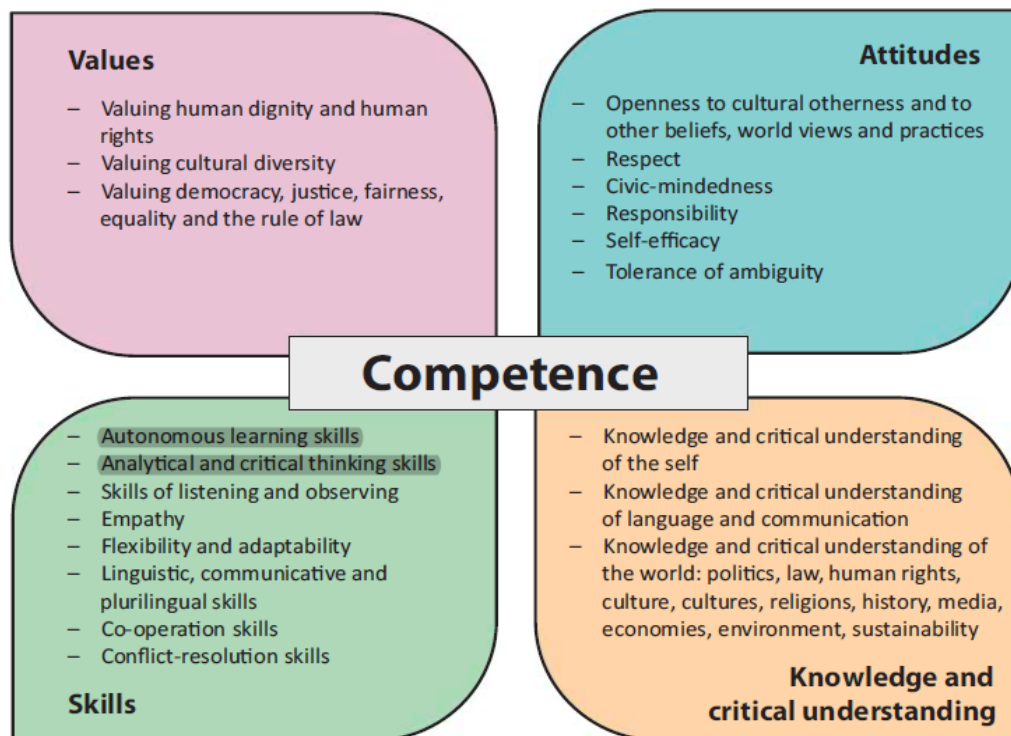 Values
– Valuing human dignity and human
rights
– Valuing cultural diversity
– Valuing democracy, justice, fairness,
equality and the rule of law
Attitudes
– Openness to cultural otherness and to
other beliefs, world views and practices
– Respect
– Civic-mindedness
– Responsibility
– Self-efficacy
– Tolerance of ambiguity
Competence
– Autonomous learning skills
– Analytical and critical thinking skills
– Skills of listening and observing
– Empathy
– Flexibility and adaptability
– Linguistic, communicative and
plurilingual skills
– Co-operation skills
– Conflict-resolution skills
Skills
– Knowledge and critical understanding
of the self
– Knowledge and critical understanding
of language and communication
– Knowledge and critical understanding of
the world: politics, law, human rights,
culture, cultures, religions, history, media,
economies, environment, sustainability
Knowledge and
critical understanding